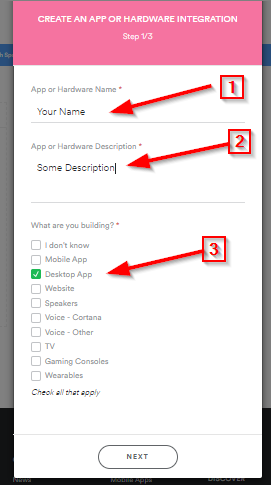 CREATE AN APP OR HARDWARE INTEGRATION
Step 1/3
App or Hardware Name *
1
Your Name
App or Hardware Description *
2
Some Description
What are you building? *
3
I don't know
Mobile App
Desktop App
Website
Speakers
Voice - Cortana
Voice - Other
TV
Gaming Consoles
Wearables
Check all that apply
NEXT
News
Mobile Apps
DISCOVER